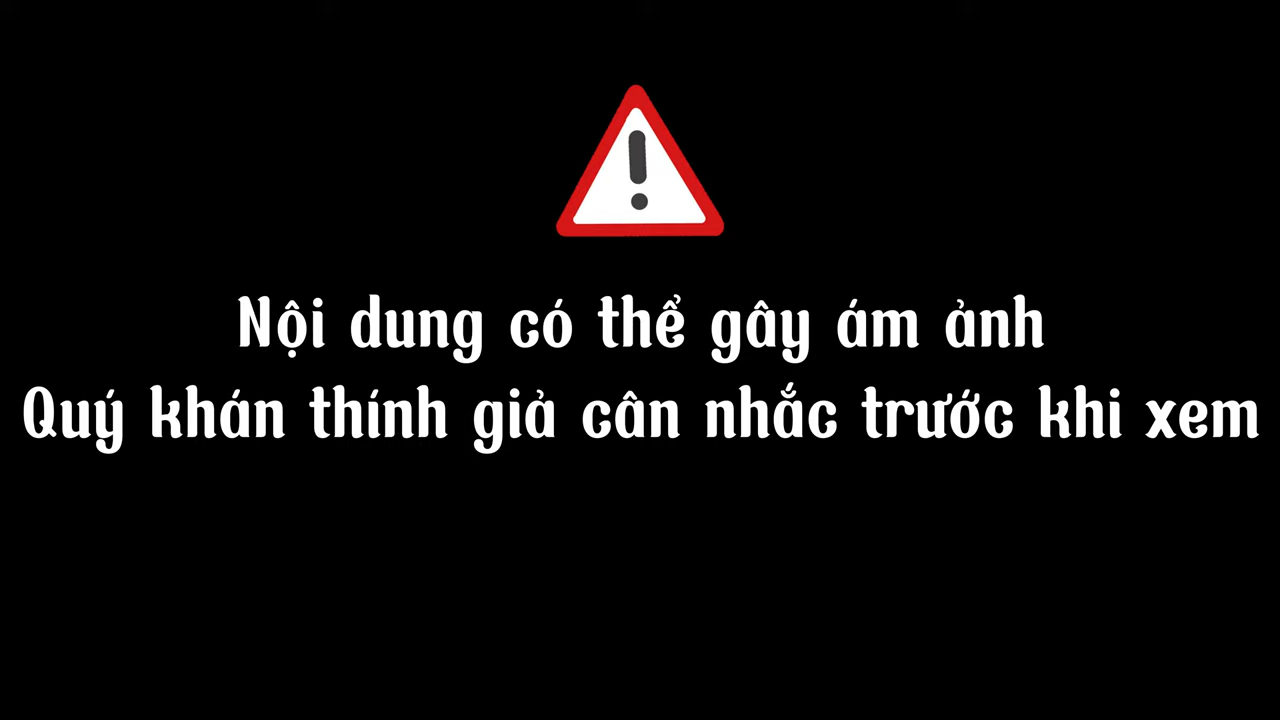 Nội dung có thể gây ám ảnh
Quý khán thính giả cân nhắc trước khi xem